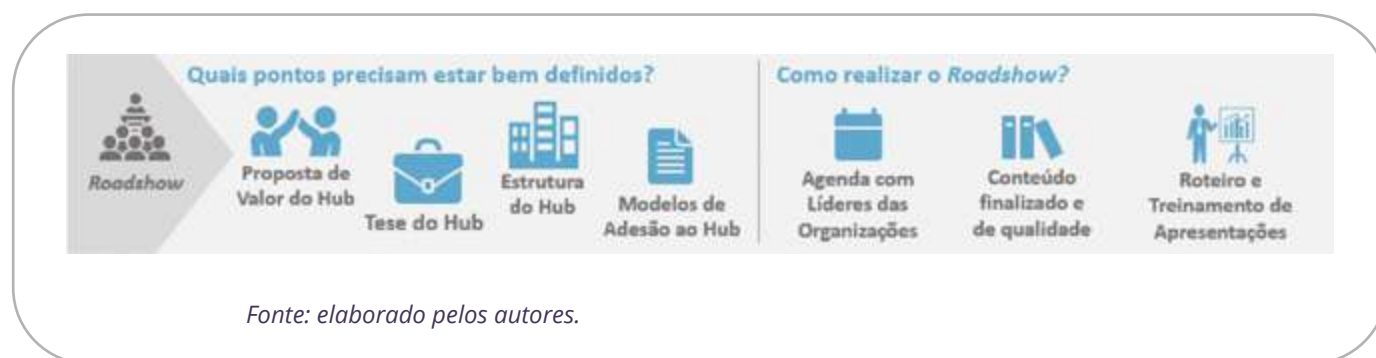 Quais pontos precisam estar bem definidos?
Roadshow
Proposta de
Valor do Hub
Tese do Hub
Estrutura
do Hub
Modelos de
Adesão ao Hub
Como realizar o Roadshow?
Agenda com
Líderes das
Organizações
Conteúdo
finalizado e
de qualidade
Roteiro e
Treinamento de
Apresentações
Fonte: elaborado pelos autores.